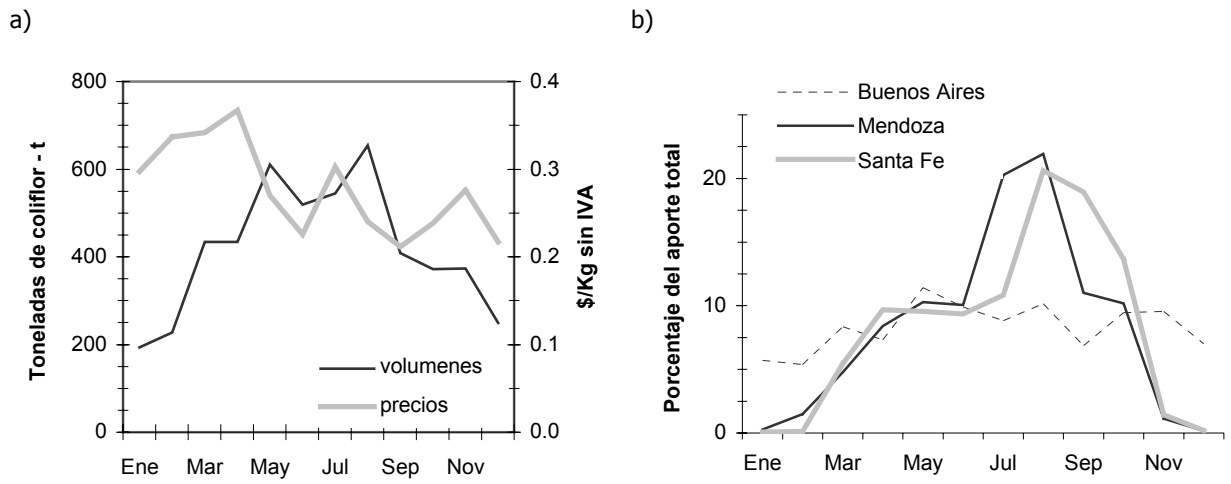 a)
Toneladas de coliflor - t
800
600
400
200
0
0.4
0.3
0.2
0.1
0.0
$/Kg sin IVA
volumenes
precios
Ene Mar May Jul Sep Nov
b)
Buenos Aires
Mendoza
Santa Fe
Porcentaje del aporte total
20
10
0
Ene Mar May Jul Sep Nov